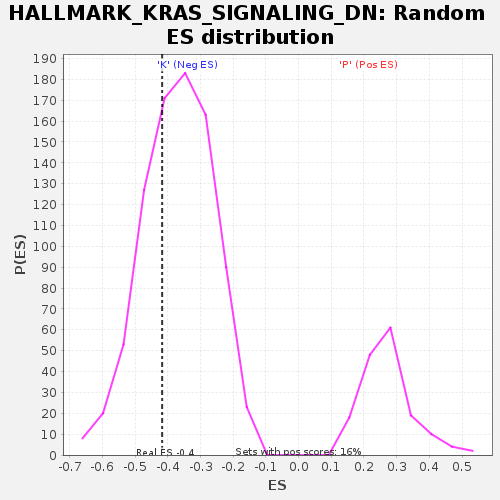 HALLMARK_KRAS_SIGNALING_DN: Random
ES distribution
'K' (Neg ES)
'P' (Pos ES)
P(ES)
190
180
170
160
150
140
130
120
110
100
90
80
70
60
50
40
30
20
10
0
Real ES -0.4
Sets with pos scores: 16%
-0.7 -0.6 -0.5 -0.4 -0.3 -0.2 -0.1 0.0 0.1 0.2 0.3 0.4 0.5
ES